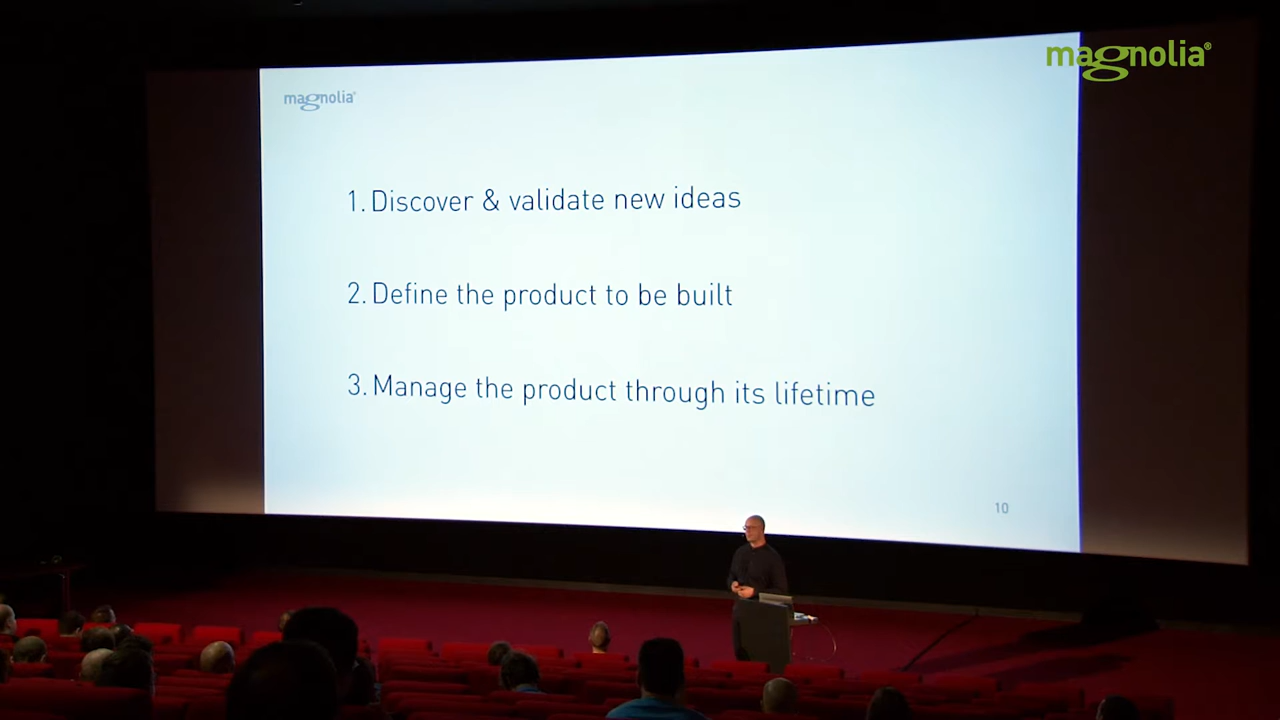 magnolia®
magnolia®
1. Discover & validate new ideas
2. Define the product to be built
3. Manage the product through its lifetime
10